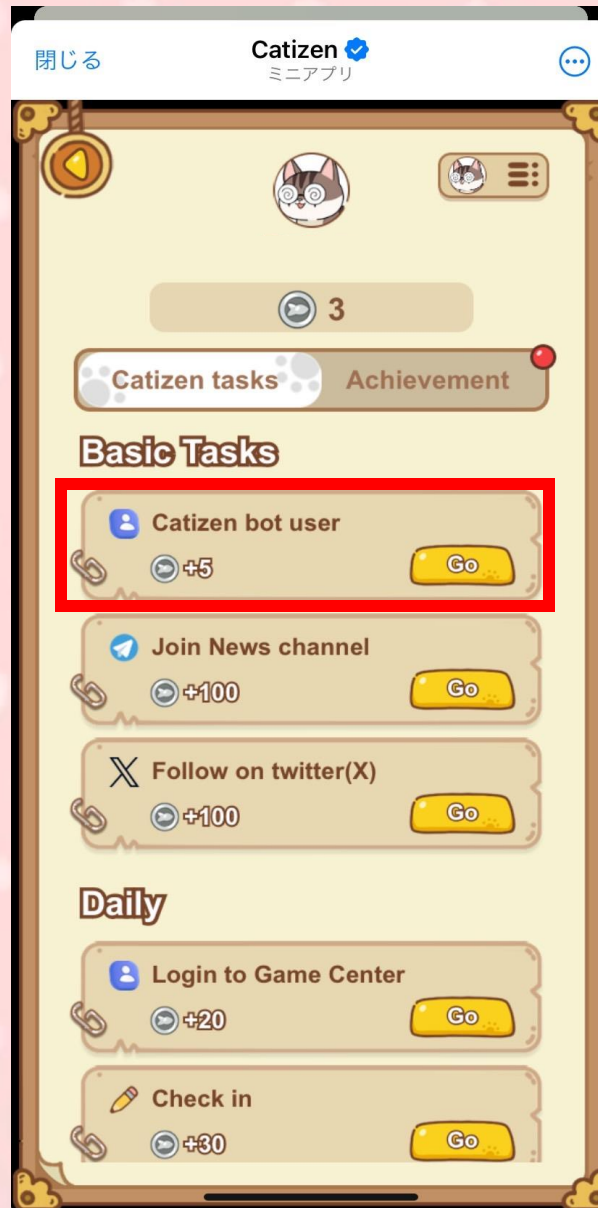 閉じる
Catizen
ミニアプリ
3
Catizen tasks
Achievement
Basic Tasks
Catizen bot user
+5
Go
Join News channel
+100
Go
Follow on twitter(X)
+100
Go
Daily
Login to Game Center
+20
Go
Check in
+30
Go